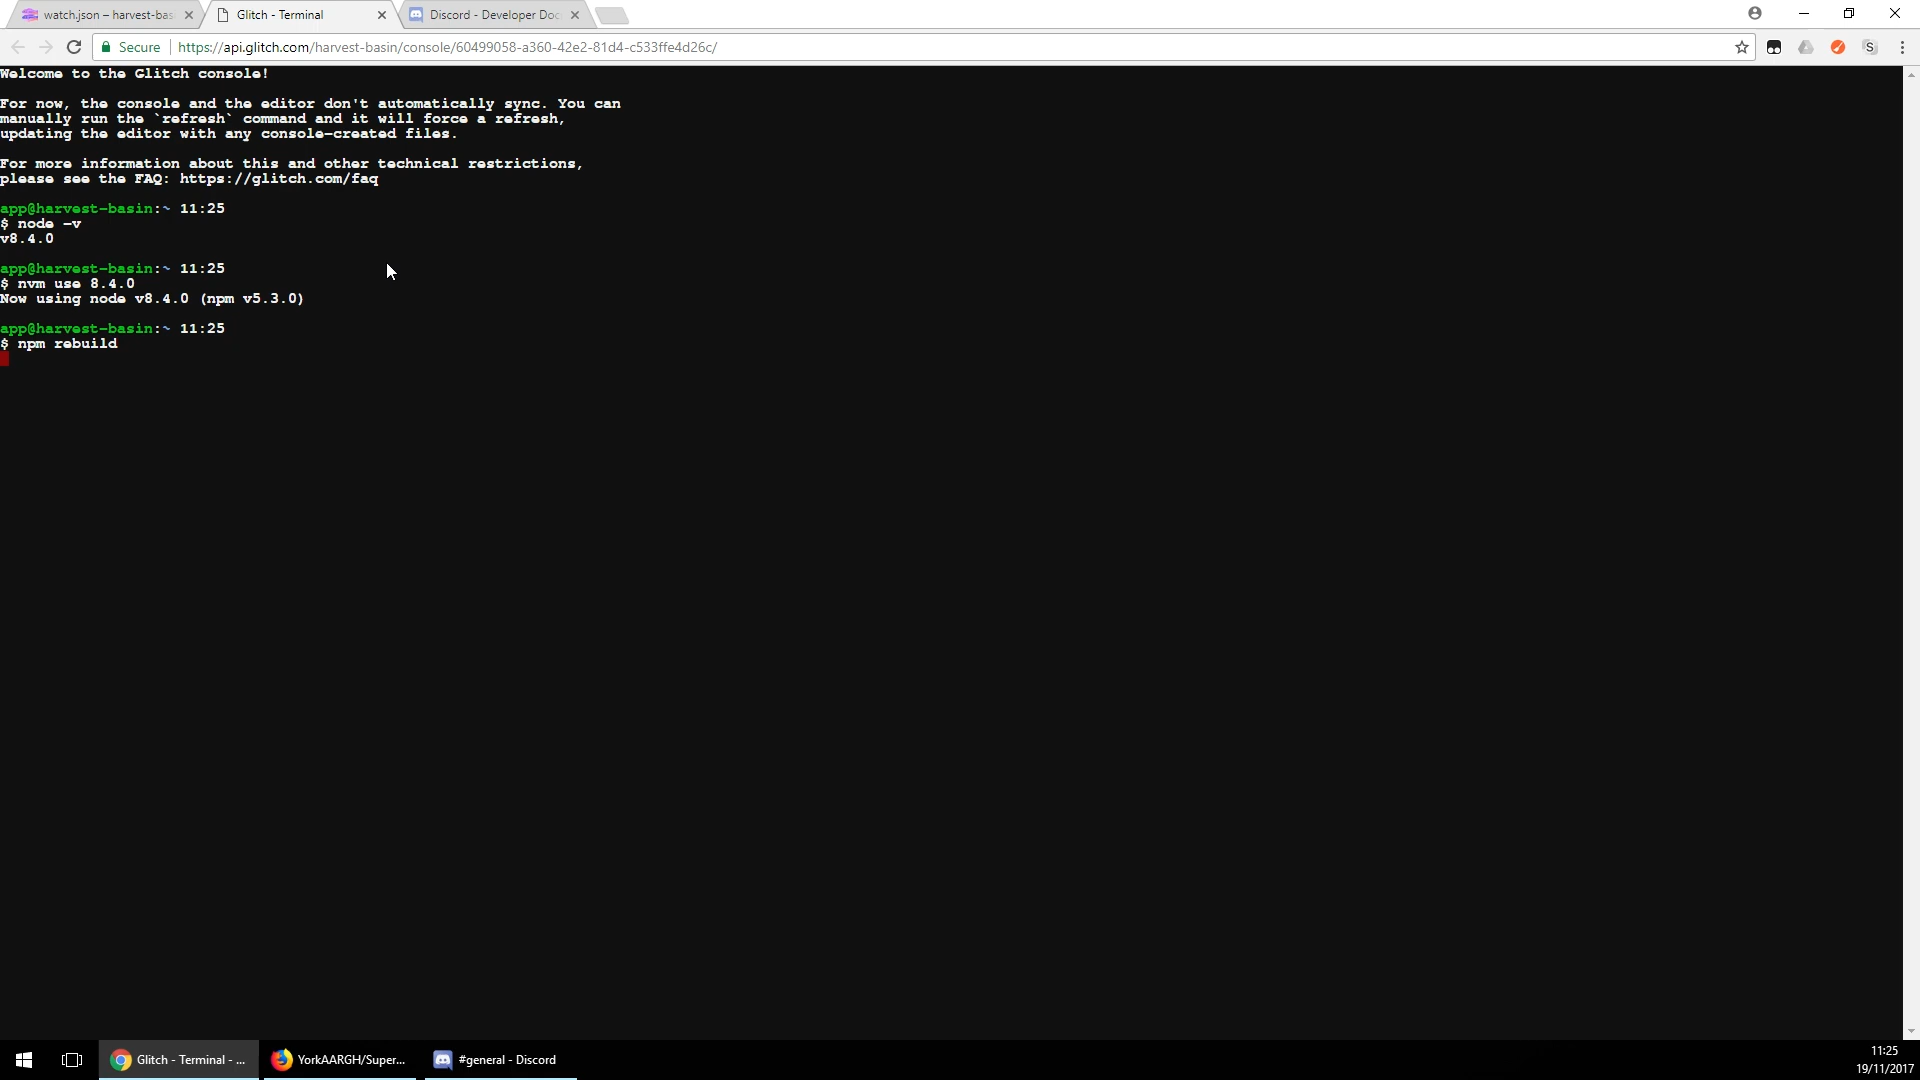 watch.json – harvest-bas
Glitch - Terminal
Discord - Developer Doc
Secure
https://api.glitch.com/harvest-basin/console/60499058-a360-42e2-81d4-c533ffe4d26c/
S
Welcome to the Glitch console!
For now, the console and the editor don't automatically sync. You can
manually run the `refresh` command and it will force a refresh,
updating the editor with any console-created files.
For more information about this and other technical restrictions,
please see the FAQ: https://glitch.com/faq
app@harvest-basin:~ 11:25
$ node -v
v8.4.0
app@harvest-basin:~ 11:25
$ nvm use 8.4.0
Now using node v8.4.0 (npm v5.3.0)
app@harvest-basin:~ 11:25
$ npm rebuild
Glitch - Terminal - ...
YorkAARGH/Super...
#general - Discord
11:25
19/11/2017